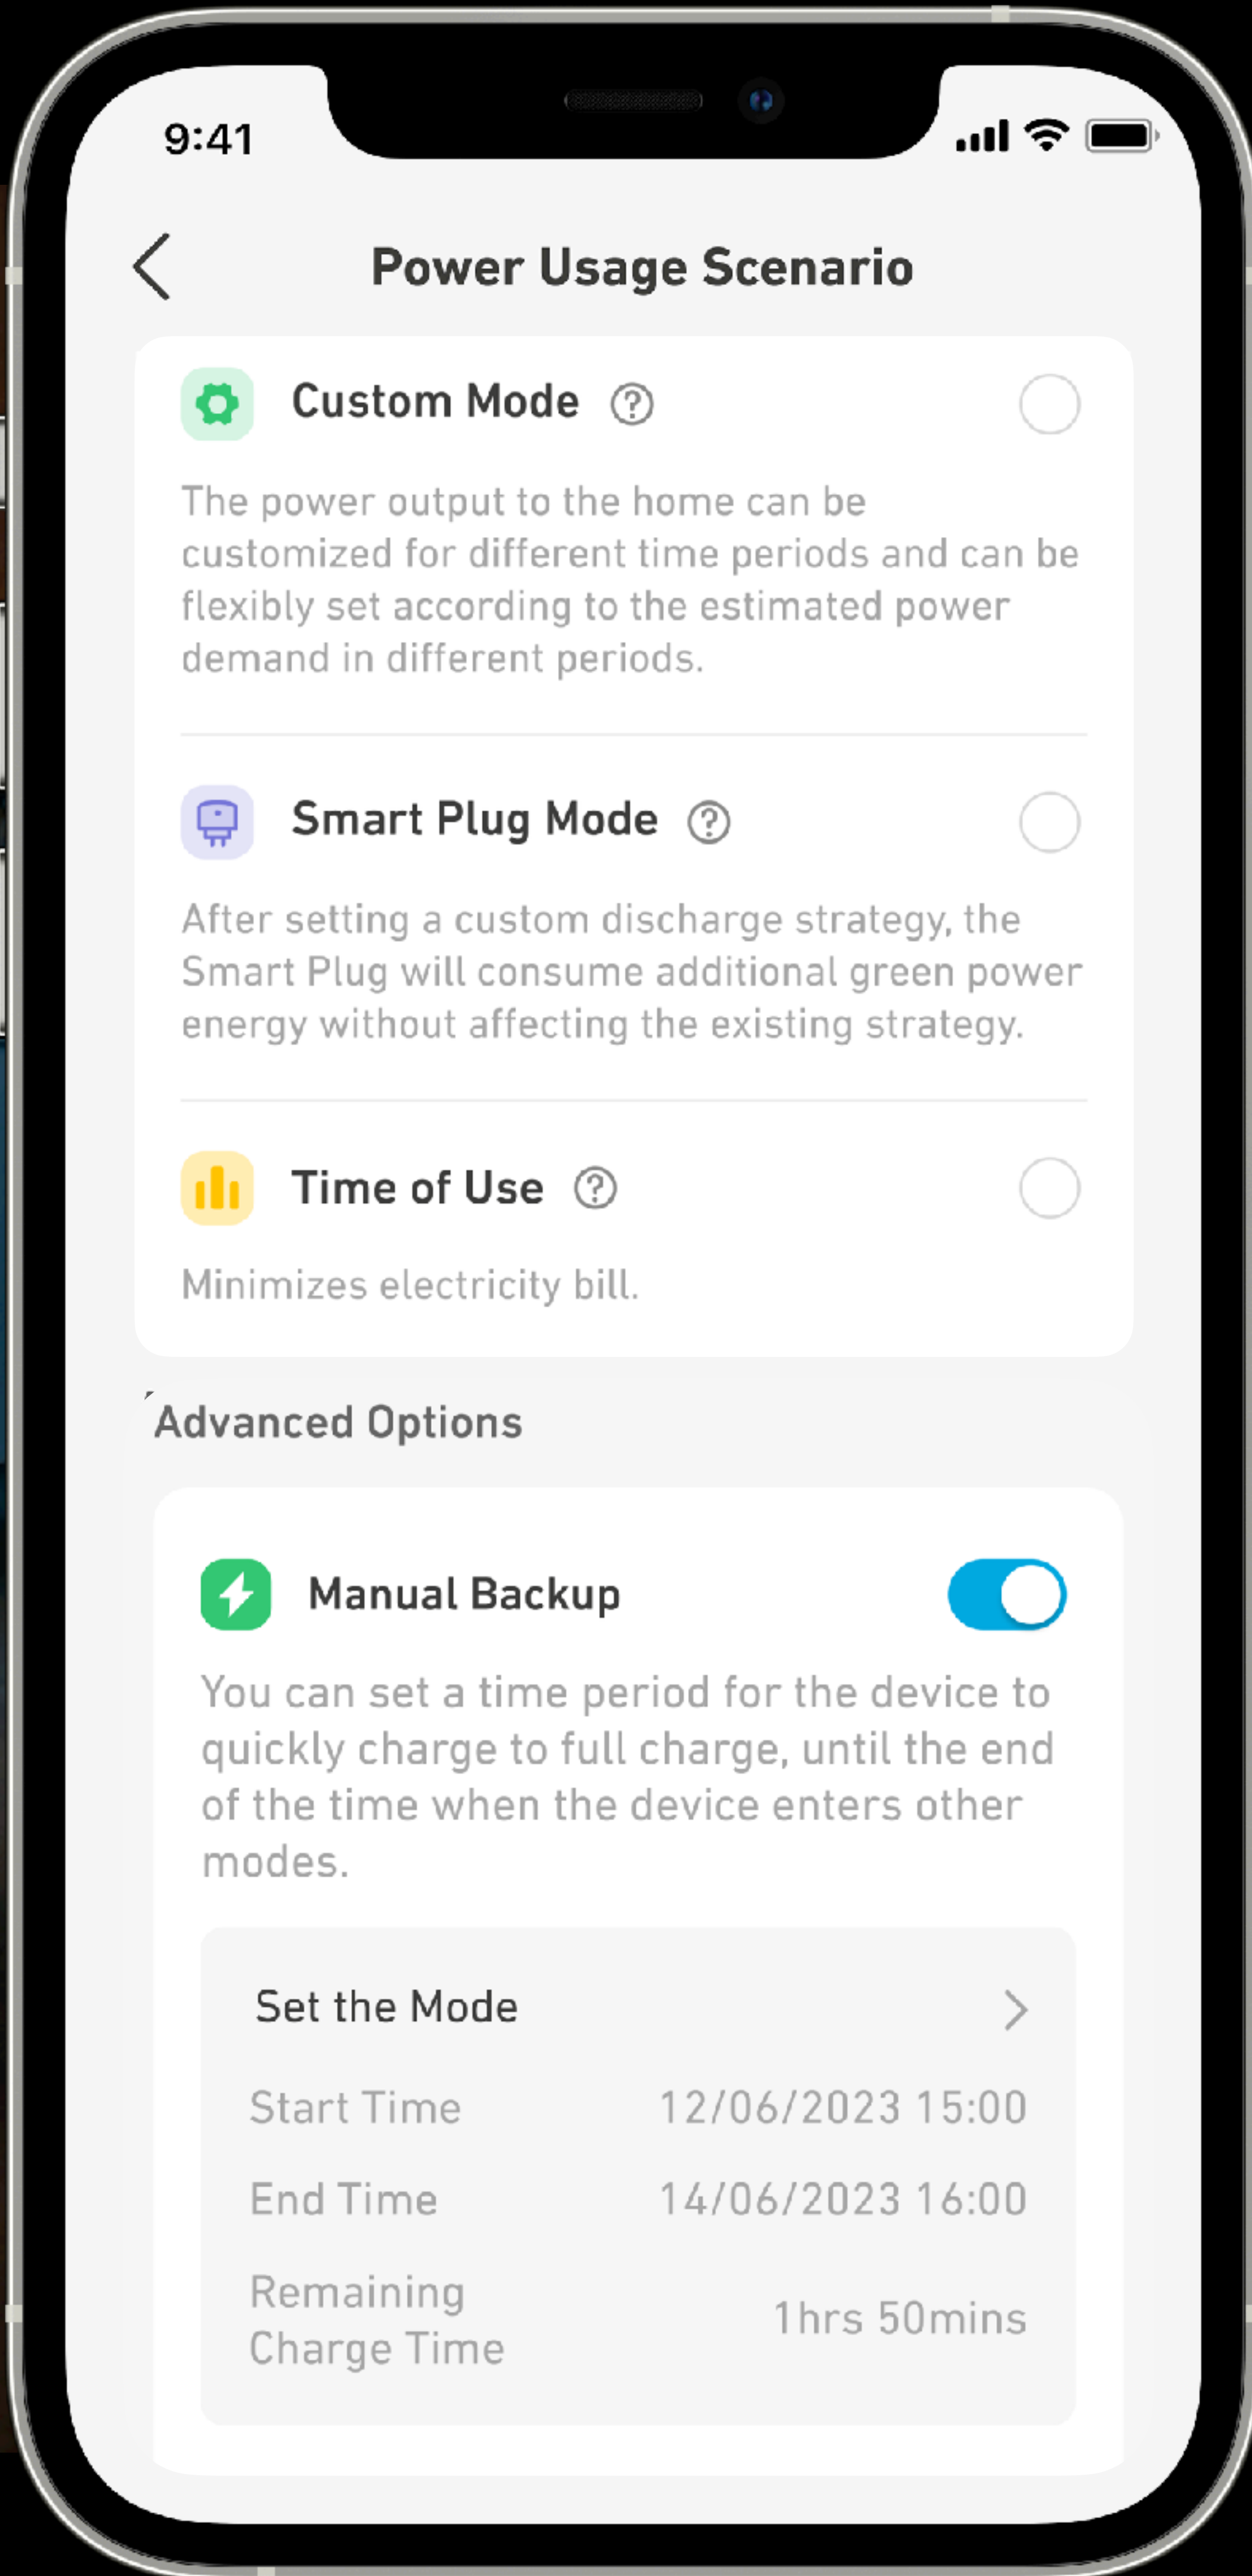 9:41
Power Usage Scenario
Custom Mode ?
The power output to the home can be
customized for different time periods and can be
flexibly set according to the estimated power
demand in different periods.
Smart Plug Mode ?
After setting a custom discharge strategy, the
Smart Plug will consume additional green power
energy without affecting the existing strategy.
Time of Use ?
Minimizes electricity bill.
Advanced Options
Manual Backup
You can set a time period for the device to
quickly charge to full charge, until the end
of the time when the device enters other
modes.
Set the Mode
Start Time 12/06/2023 15:00
End Time 14/06/2023 16:00
Remaining
Charge Time 1hrs 50mins